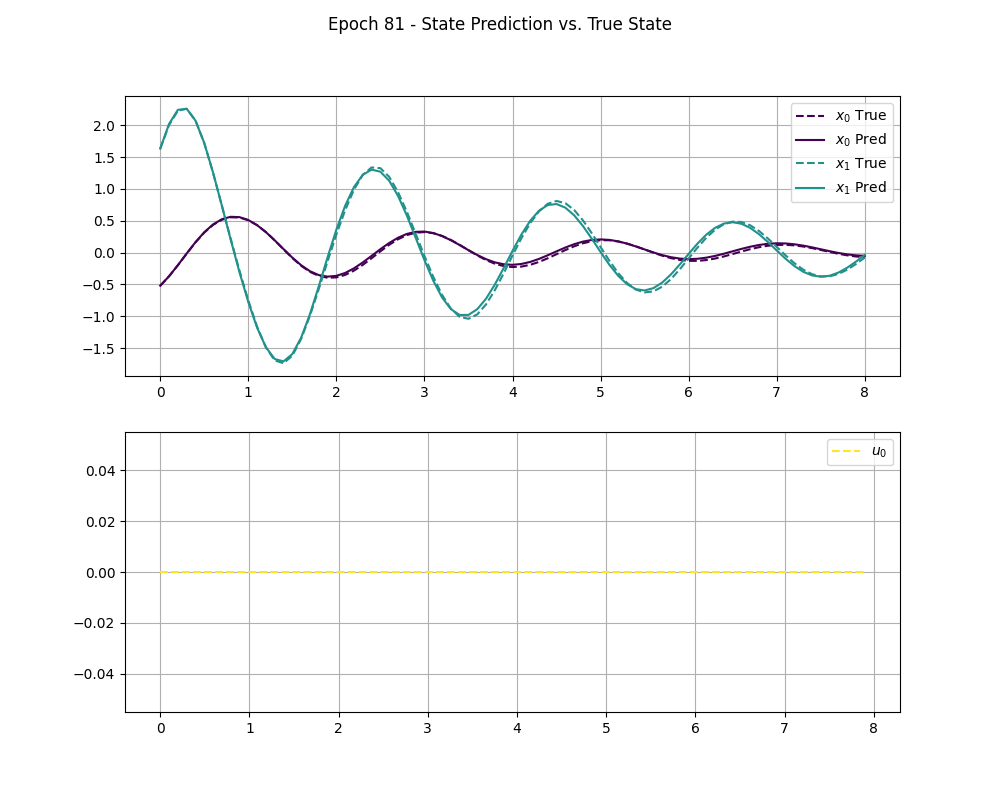 Epoch 81 - State Prediction vs. True State
2.0
1.5
1.0
0.5
0.0
−0.5
−1.0
−1.5
x₀ True
x₀ Pred
x₁ True
x₁ Pred
0 1 2 3 4 5 6 7 8
0.04
0.02
0.00
−0.02
−0.04
u₀
0 1 2 3 4 5 6 7 8